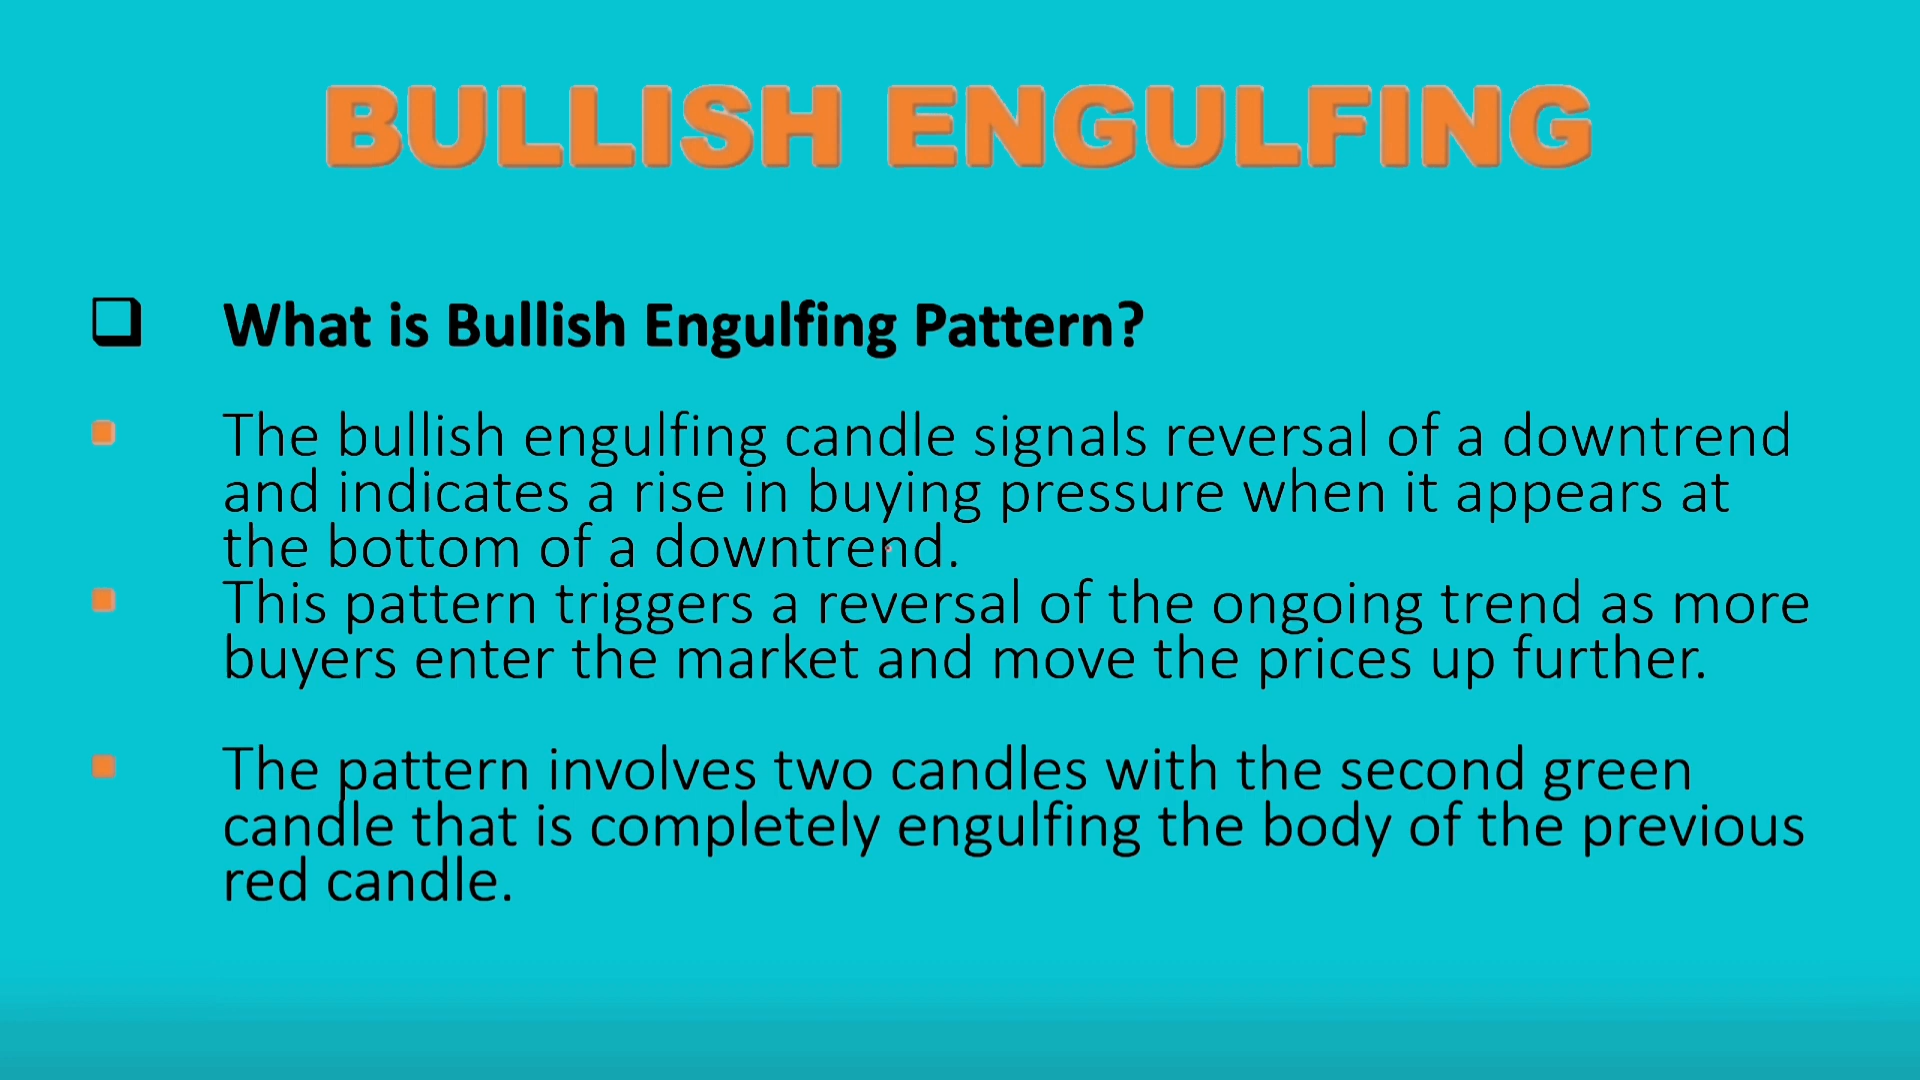 BULLISH ENGULFING
What is Bullish Engulfing Pattern?
The bullish engulfing candle signals reversal of a downtrend
and indicates a rise in buying pressure when it appears at
the bottom of a downtrend.
This pattern triggers a reversal of the ongoing trend as more
buyers enter the market and move the prices up further.
The pattern involves two candles with the second green
candle that is completely engulfing the body of the previous
red candle.